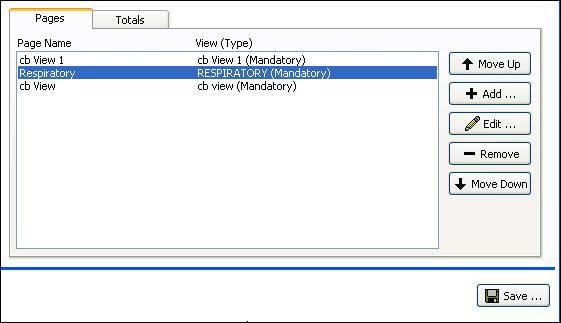 Pages Totals
Page Name View (Type)
cb View 1 cb View 1 (Mandatory)
Respiratory RESPIRATORY (Mandatory)
cb View cb view (Mandatory)
Move Up
Add ...
Edit ...
Remove
Move Down
Save ...